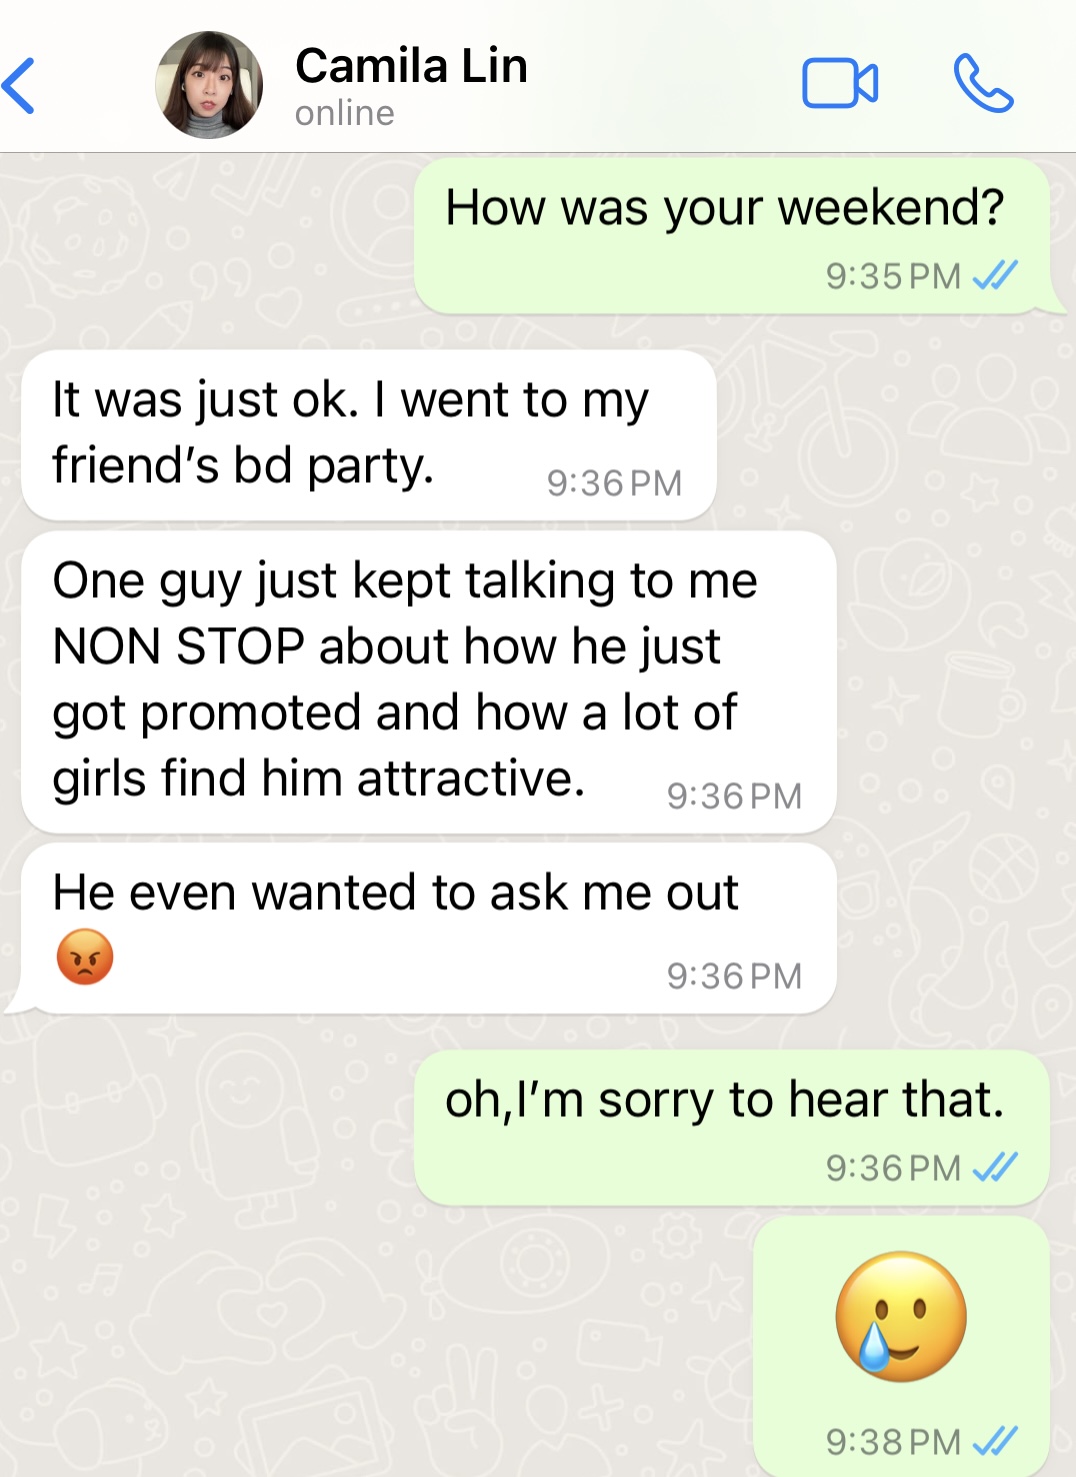 Camila Lin
online
How was your weekend?
9:35 PM
It was just ok. I went to my
friend's bd party.
9:36 PM
One guy just kept talking to me
NON STOP about how he just
got promoted and how a lot of
girls find him attractive.
9:36 PM
He even wanted to ask me out
😡
9:36 PM
oh,I'm sorry to hear that.
9:36 PM
🥲
9:38 PM